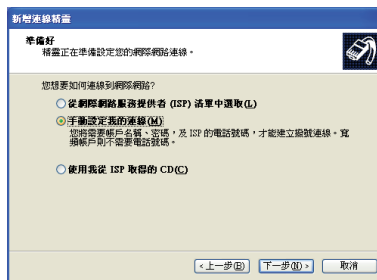 新增連線精靈
準備好
精靈正在準備設定您的網際網路連線。
您想要如何連線到網際網路?
從網際網路服務提供者 (ISP) 清單中選取(L)
手動設定我的連線(M)
您將需要帳戶名稱、密碼，及 ISP 的電話號碼，才能建立撥號連線。寬
頻帳戶則不需要電話號碼。
使用我從 ISP 取得的 CD(C)
<上一步(B) 下一步(N)> 取消